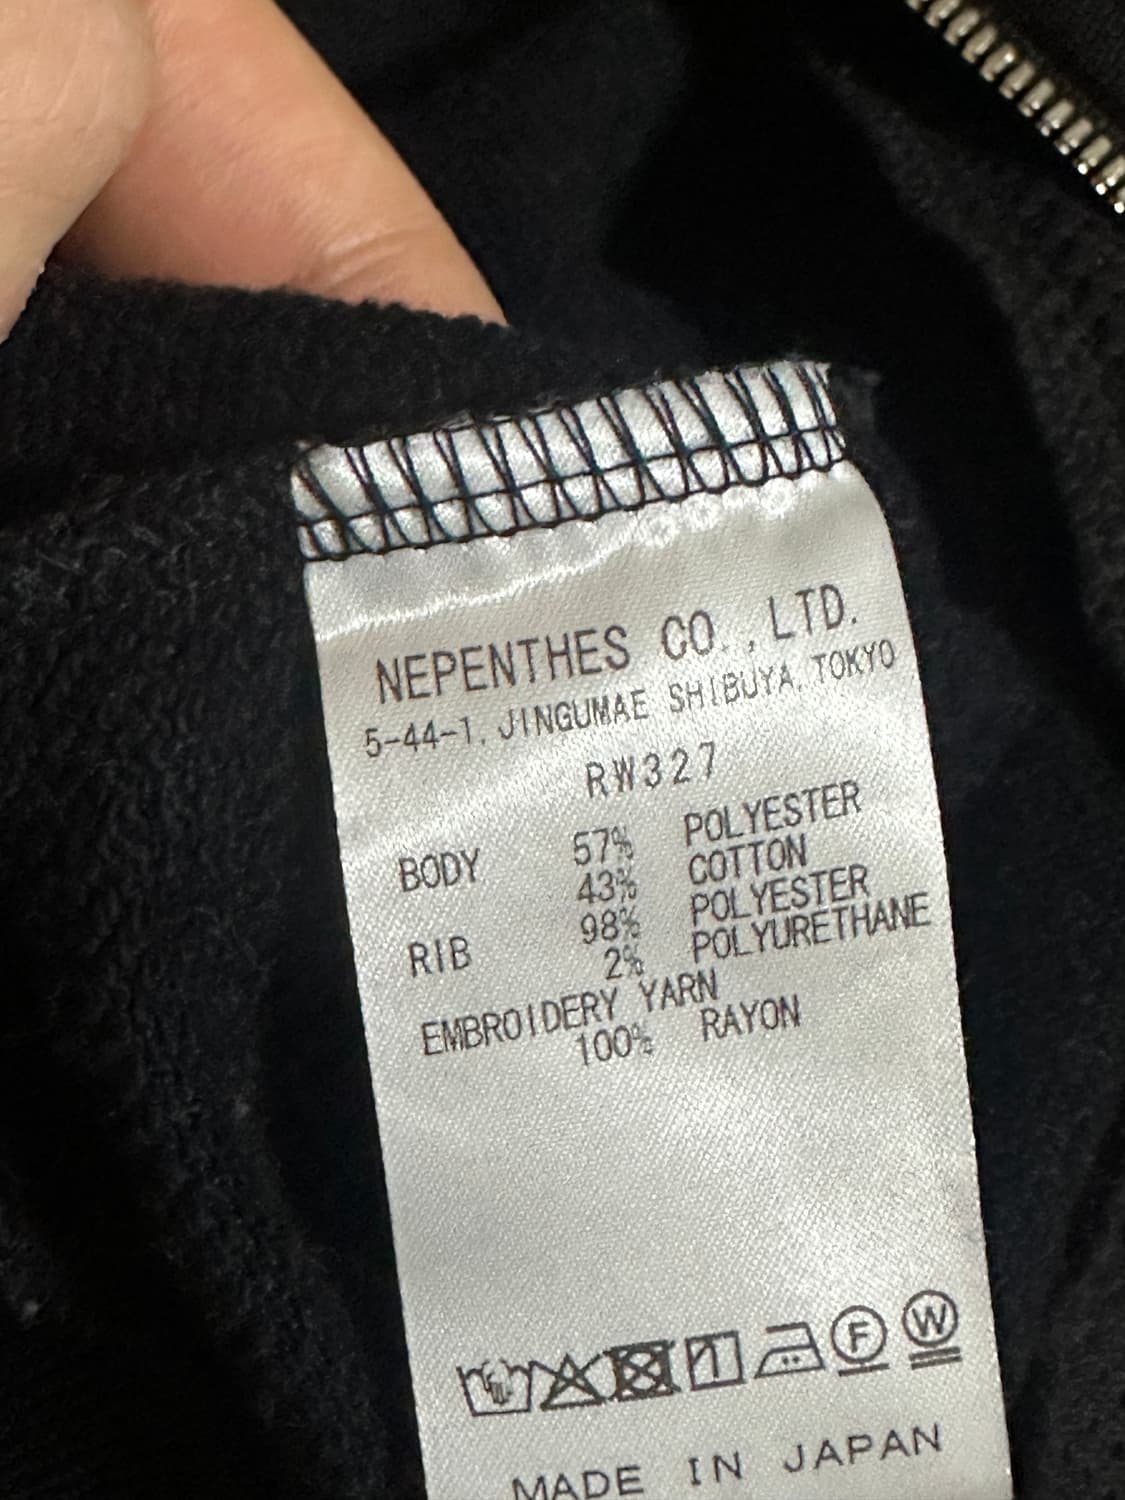 NEPENTHES CO.,LTD.
5-44-1, JINGUMAE SHIBUYA, TOKYO
RW327
BODY 57% POLYESTER
43% COTTON
RIB 98% POLYESTER
2% POLYURETHANE
EMBROIDERY YARN
100% RAYON
F W
MADE IN JAPAN